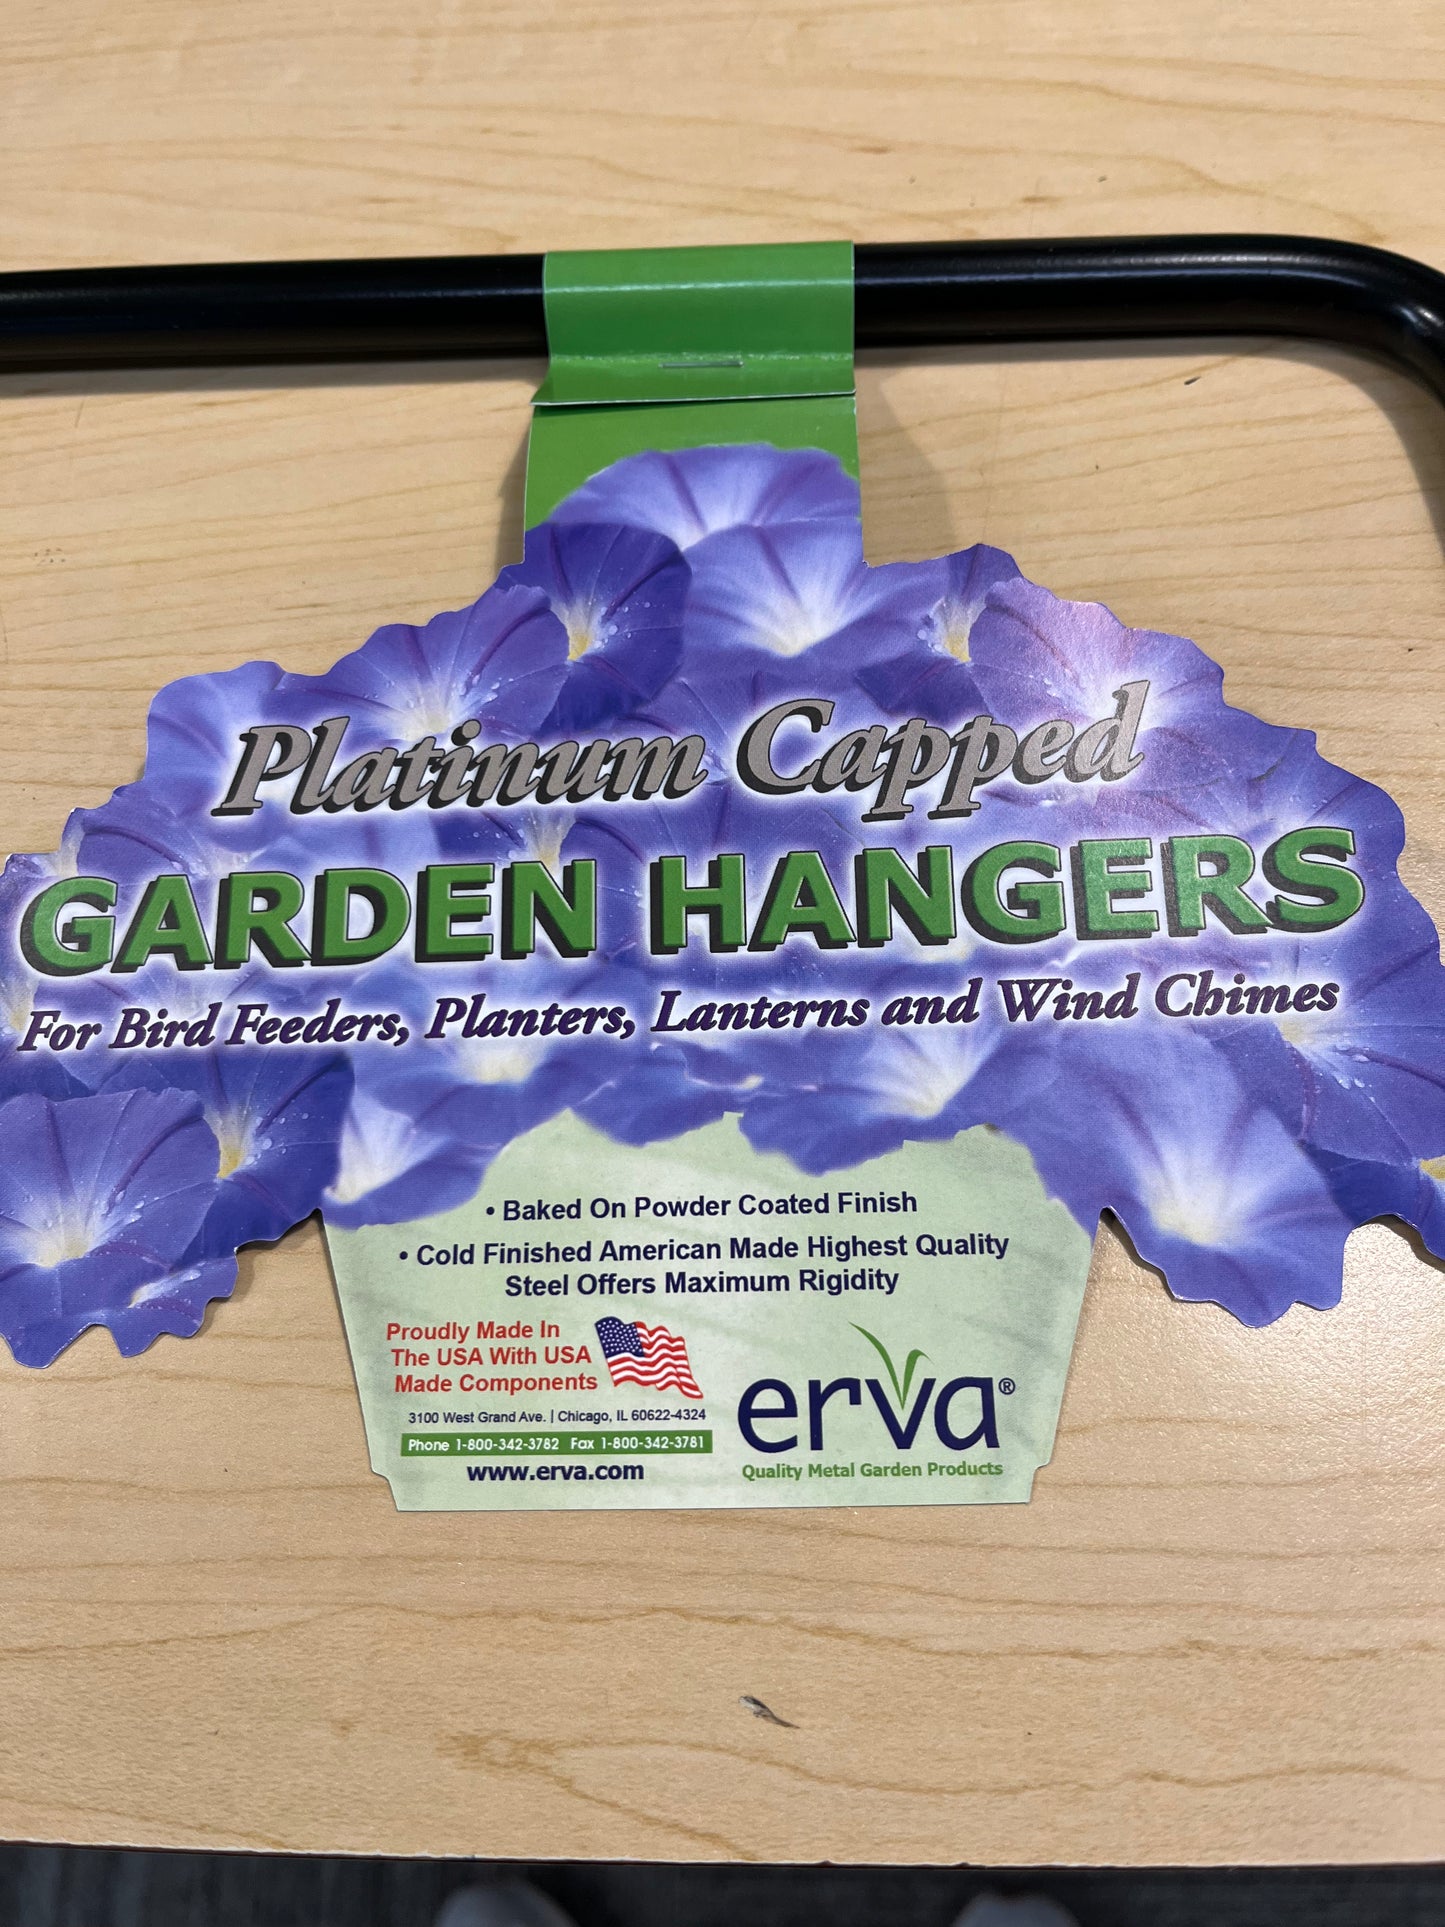 Platinum Capped
GARDEN HANGERS
For Bird Feeders, Planters, Lanterns and Wind Chimes
• Baked On Powder Coated Finish
• Cold Finished American Made Highest Quality
Steel Offers Maximum Rigidity
Proudly Made In
The USA With USA
Made Components
3100 West Grand Ave. | Chicago, IL 60622-4324
Phone 1-800-342-3782 Fax 1-800-342-3781
www.erva.com
erva®
Quality Metal Garden Products